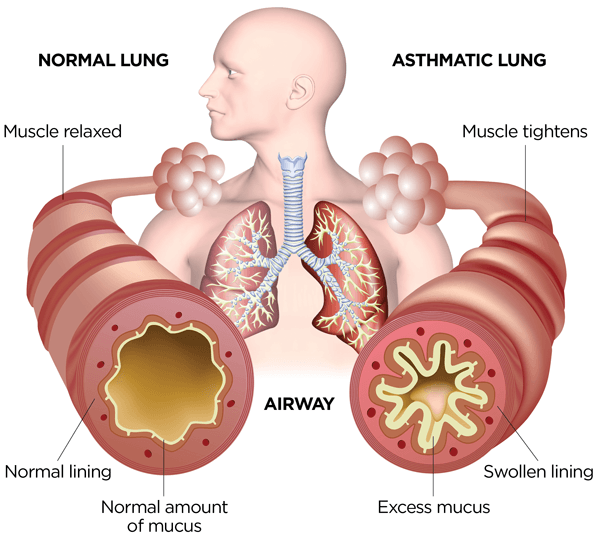 NORMAL LUNG
ASTHMATIC LUNG
Muscle relaxed
Muscle tightens
AIRWAY
Normal lining
Swollen lining
Normal amount
of mucus
Excess mucus